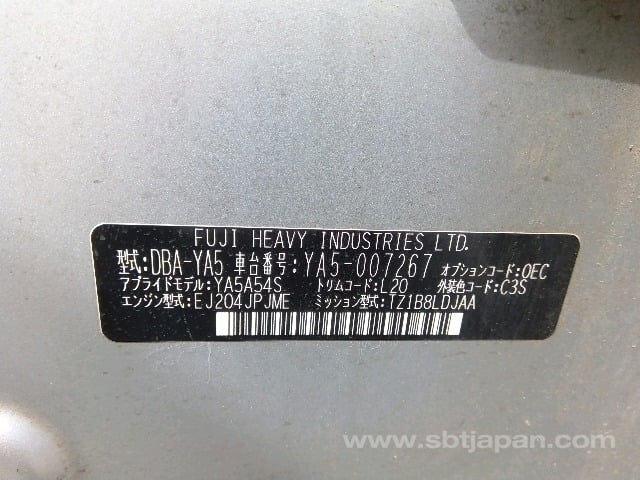 FUJI HEAVY INDUSTRIES LTD.
型式:DBA-YA5 車台番号:YA5-007267 オプションコード:OEC
アプライドモデル:YA5A54S トリムコード:L20 外装色コード:C3S
エンジン型式:EJ204JPJME ミッション型式:TZ1B8LDJAA
www.sbtjapan.com